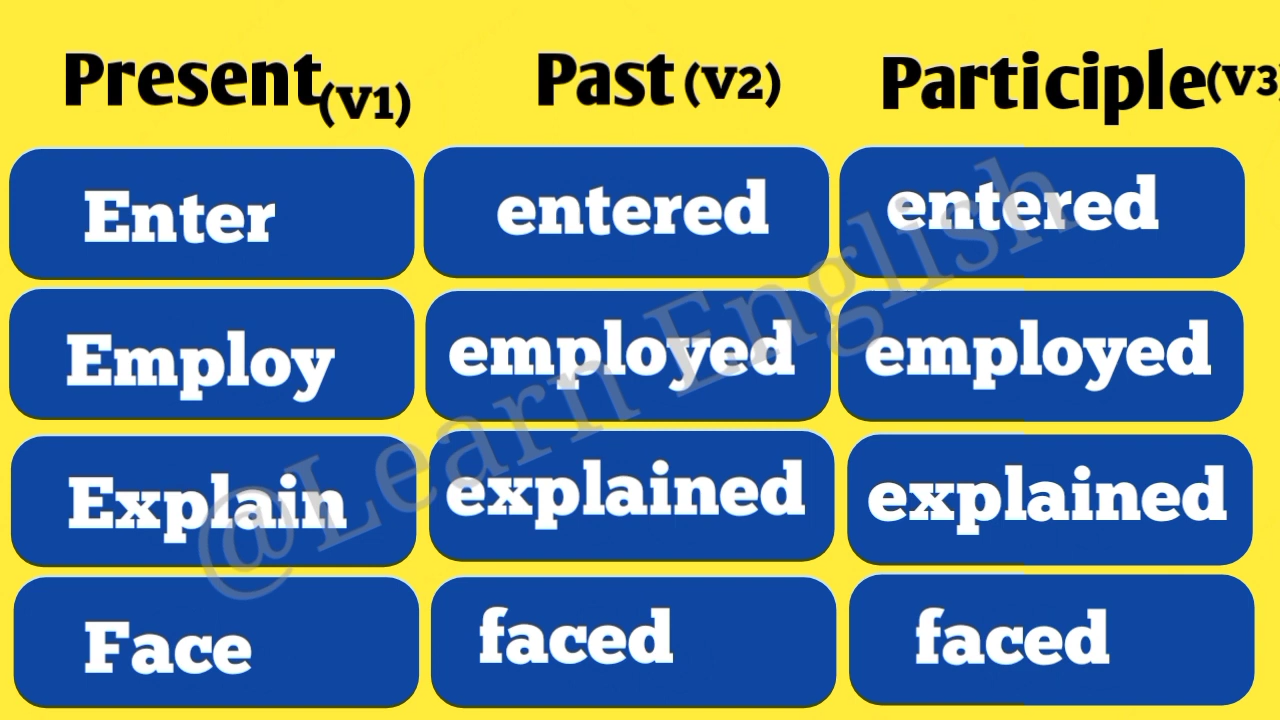 Present(v1) Past (v2) Participle(v3)
Enter entered entered
Employ employed employed
Explain explained explained
Face faced faced
@Learn English